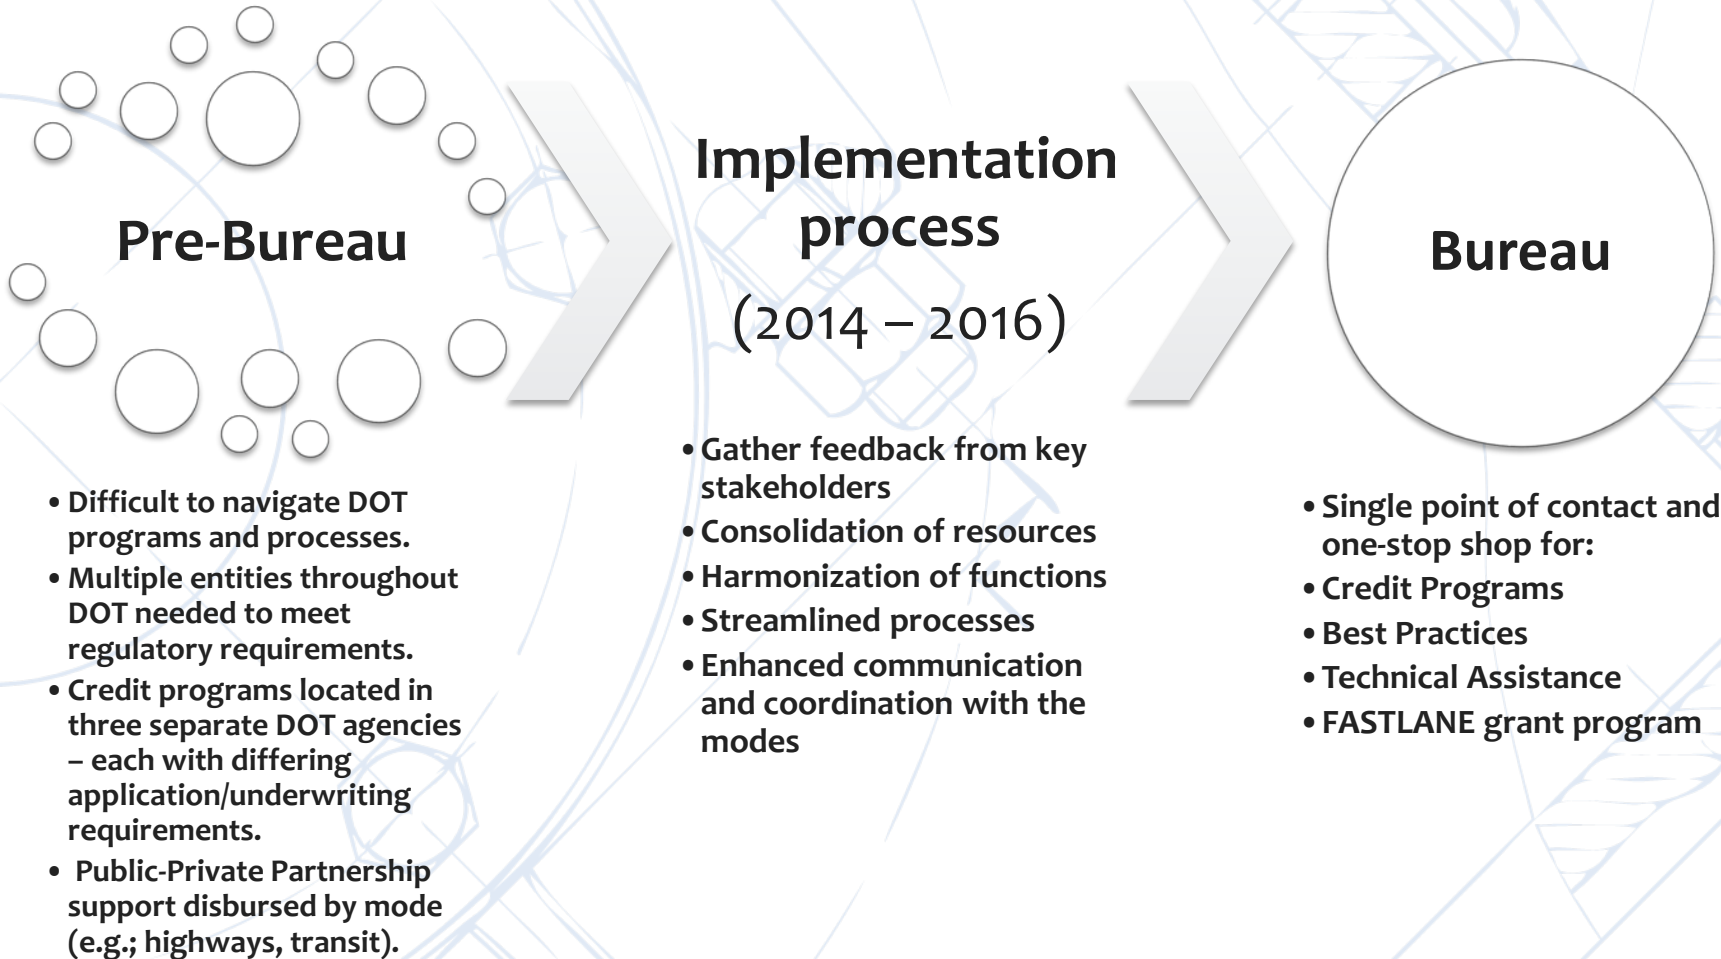 Pre-Bureau
• Difficult to navigate DOT
programs and processes.
• Multiple entities throughout
DOT needed to meet
regulatory requirements.
• Credit programs located in
three separate DOT agencies
– each with differing
application/underwriting
requirements.
• Public-Private Partnership
support disbursed by mode
(e.g.; highways, transit).
Implementation
process
(2014 – 2016)
• Gather feedback from key
stakeholders
• Consolidation of resources
• Harmonization of functions
• Streamlined processes
• Enhanced communication
and coordination with the
modes
Bureau
• Single point of contact and
one-stop shop for:
• Credit Programs
• Best Practices
• Technical Assistance
• FASTLANE grant program